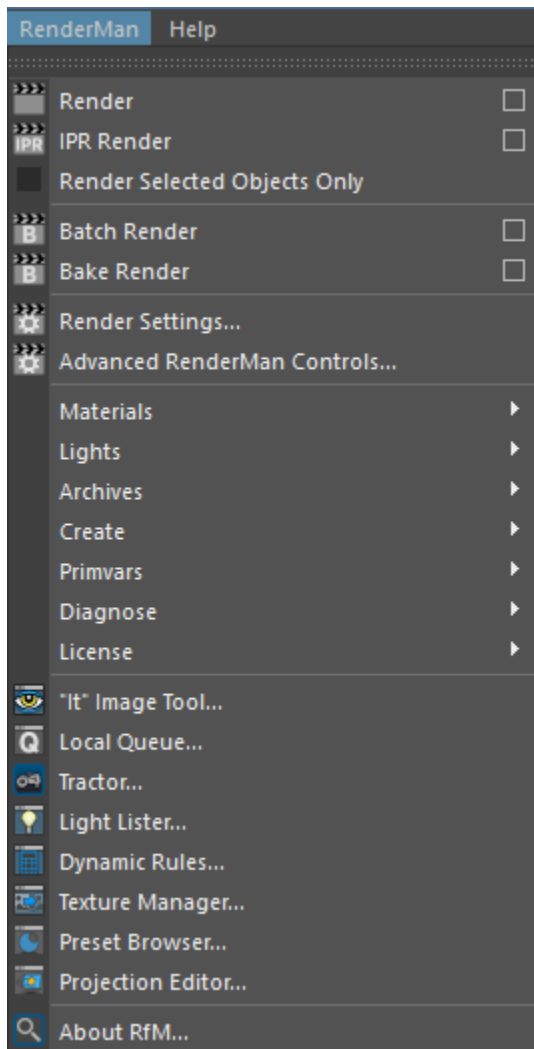 RenderMan Help
Render
IPR IPR Render
Render Selected Objects Only
B Batch Render
B Bake Render
Render Settings...
Advanced RenderMan Controls...
Materials
Lights
Archives
Create
Primvars
Diagnose
License
"It" Image Tool...
Q Local Queue...
Tractor...
Light Lister...
Dynamic Rules...
Texture Manager...
Preset Browser...
Projection Editor...
About RfM...